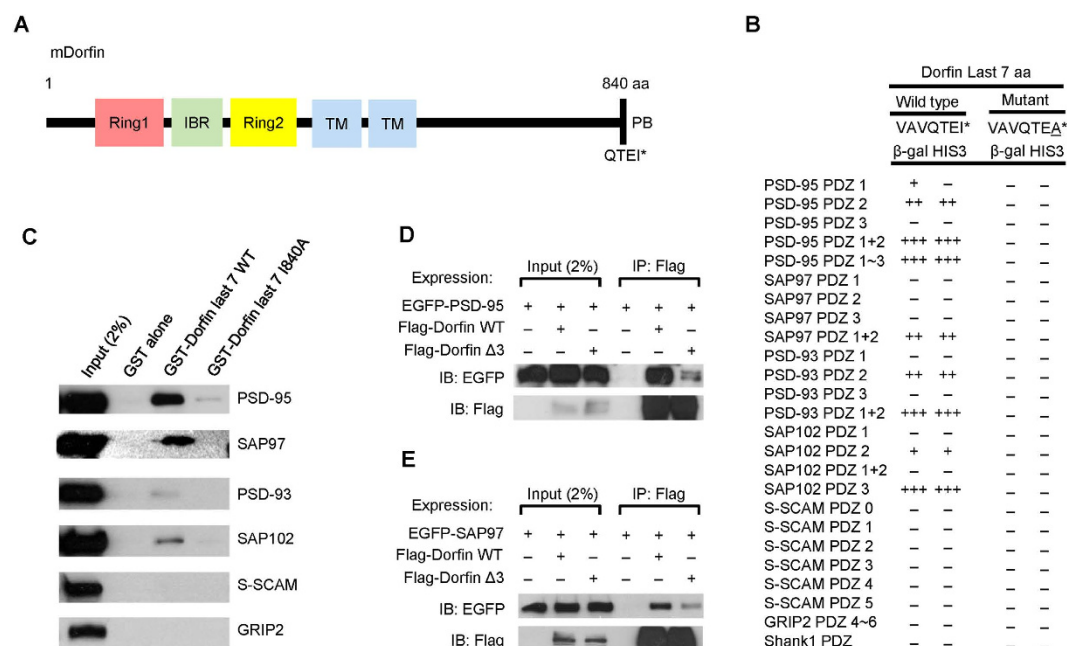 A
mDorfin
1
840 aa
Ring1 IBR Ring2 TM TM PB
QTEI*
B
Dorfin Last 7 aa
Wild type Mutant
VAVQTEI* VAVQTEA*
β-gal HIS3 β-gal HIS3
PSD-95 PDZ 1 + – – –
PSD-95 PDZ 2 ++ ++ – –
PSD-95 PDZ 3 – – – –
PSD-95 PDZ 1+2 +++ +++ – –
PSD-95 PDZ 1~3 +++ +++ – –
SAP97 PDZ 1 – – – –
SAP97 PDZ 2 – – – –
SAP97 PDZ 3 – – – –
SAP97 PDZ 1+2 ++ ++ – –
PSD-93 PDZ 1 – – – –
PSD-93 PDZ 2 ++ ++ – –
PSD-93 PDZ 3 – – – –
PSD-93 PDZ 1+2 +++ +++ – –
SAP102 PDZ 1 – – – –
SAP102 PDZ 2 + + – –
SAP102 PDZ 1+2 – – – –
SAP102 PDZ 3 +++ +++ – –
S-SCAM PDZ 0 – – – –
S-SCAM PDZ 1 – – – –
S-SCAM PDZ 2 – – – –
S-SCAM PDZ 3 – – – –
S-SCAM PDZ 4 – – – –
S-SCAM PDZ 5 – – – –
GRIP2 PDZ 4~6 – – – –
Shank1 PDZ – – – –
C
Input (2%)
GST alone
GST-Dorfin last 7 WT
GST-Dorfin last 7 I840A
PSD-95
SAP97
PSD-93
SAP102
S-SCAM
GRIP2
D
Expression: Input (2%) IP: Flag
EGFP-PSD-95 + + + + + +
Flag-Dorfin WT – + – – + –
Flag-Dorfin Δ3 – – + – – +
IB: EGFP
IB: Flag
E
Expression: Input (2%) IP: Flag
EGFP-SAP97 + + + + + +
Flag-Dorfin WT – + – – + –
Flag-Dorfin Δ3 – – + – – +
IB: EGFP
IB: Flag